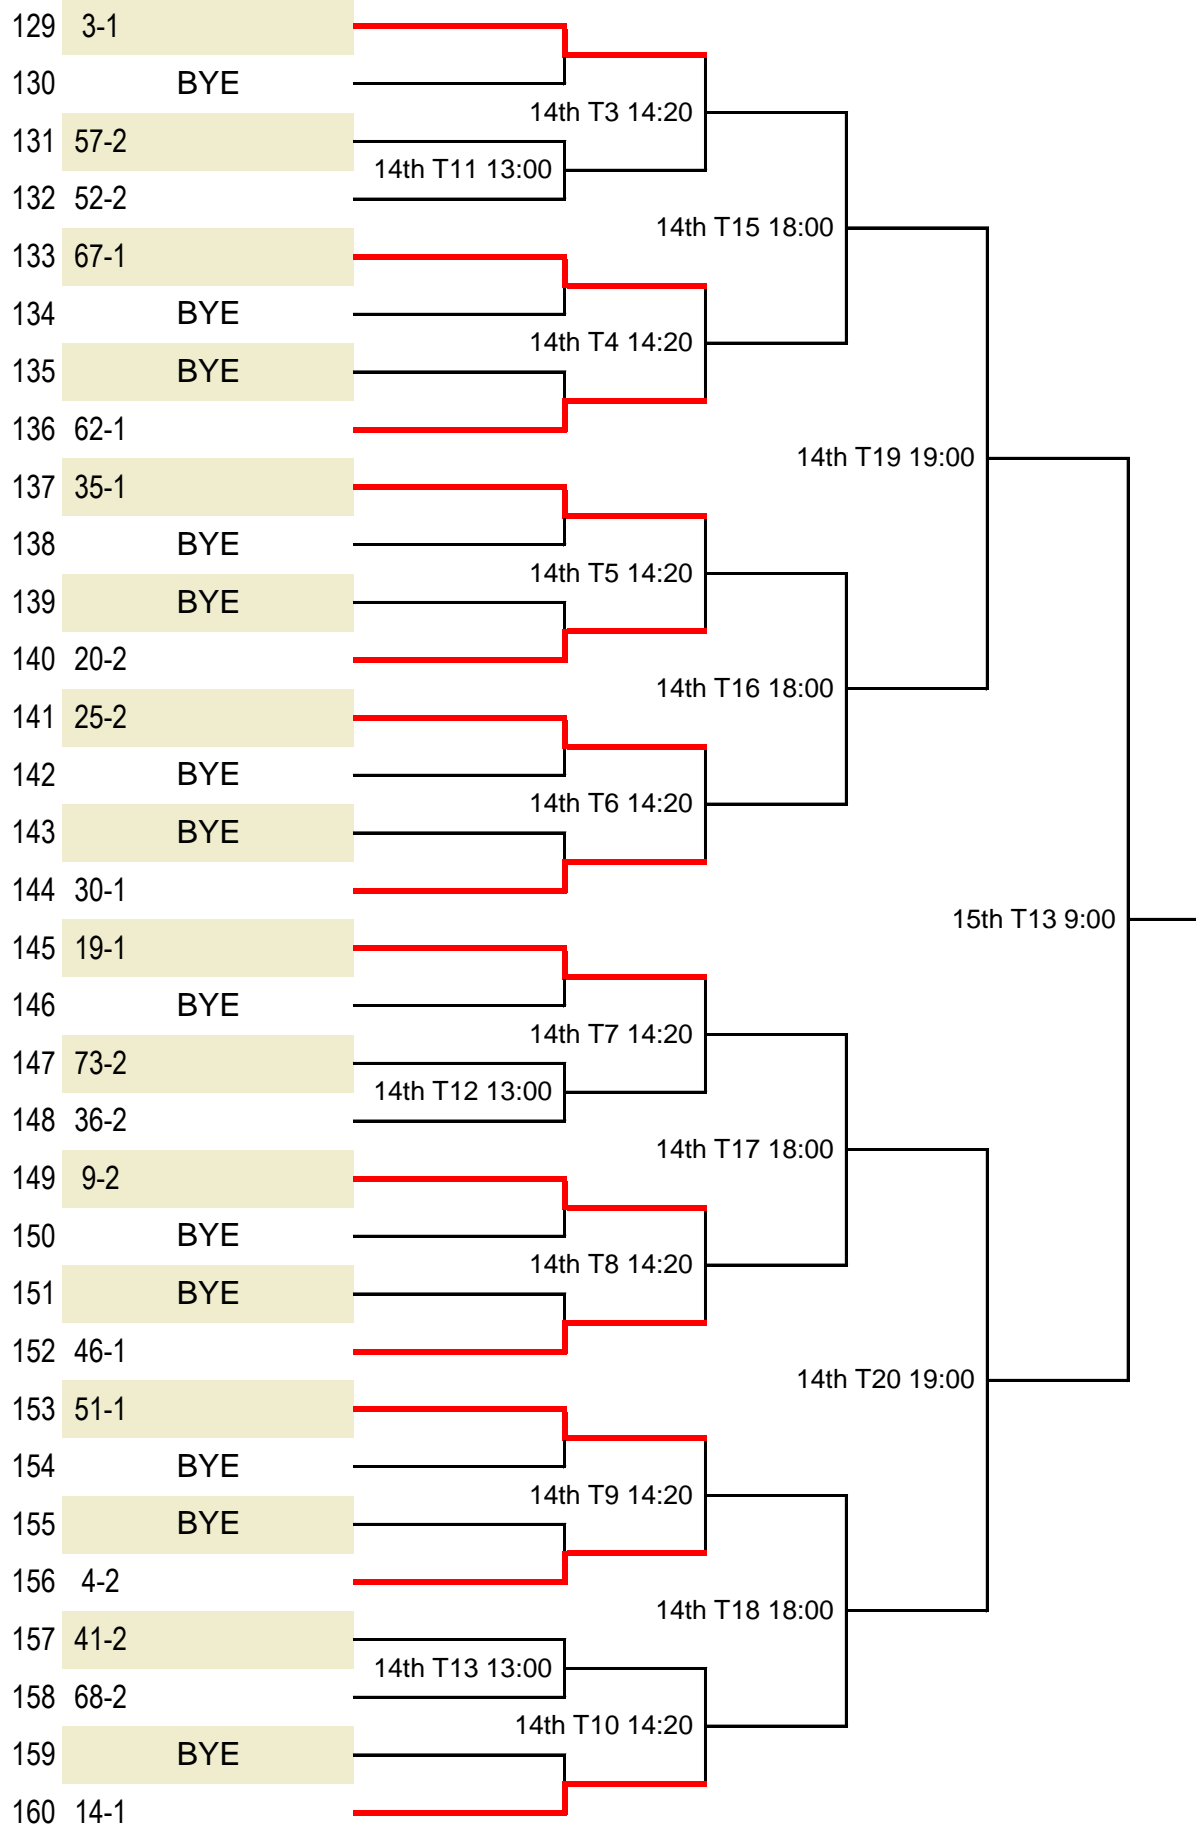 129 3-1
130 BYE
14th T3 14:20
131 57-2
14th T11 13:00
132 52-2
14th T15 18:00
133 67-1
134 BYE
14th T4 14:20
135 BYE
136 62-1
14th T19 19:00
137 35-1
138 BYE
14th T5 14:20
139 BYE
140 20-2
14th T16 18:00
141 25-2
142 BYE
14th T6 14:20
143 BYE
144 30-1
15th T13 9:00
145 19-1
146 BYE
14th T7 14:20
147 73-2
14th T12 13:00
148 36-2
14th T17 18:00
149 9-2
150 BYE
14th T8 14:20
151 BYE
152 46-1
14th T20 19:00
153 51-1
154 BYE
14th T9 14:20
155 BYE
156 4-2
14th T18 18:00
157 41-2
14th T13 13:00
158 68-2
14th T10 14:20
159 BYE
160 14-1